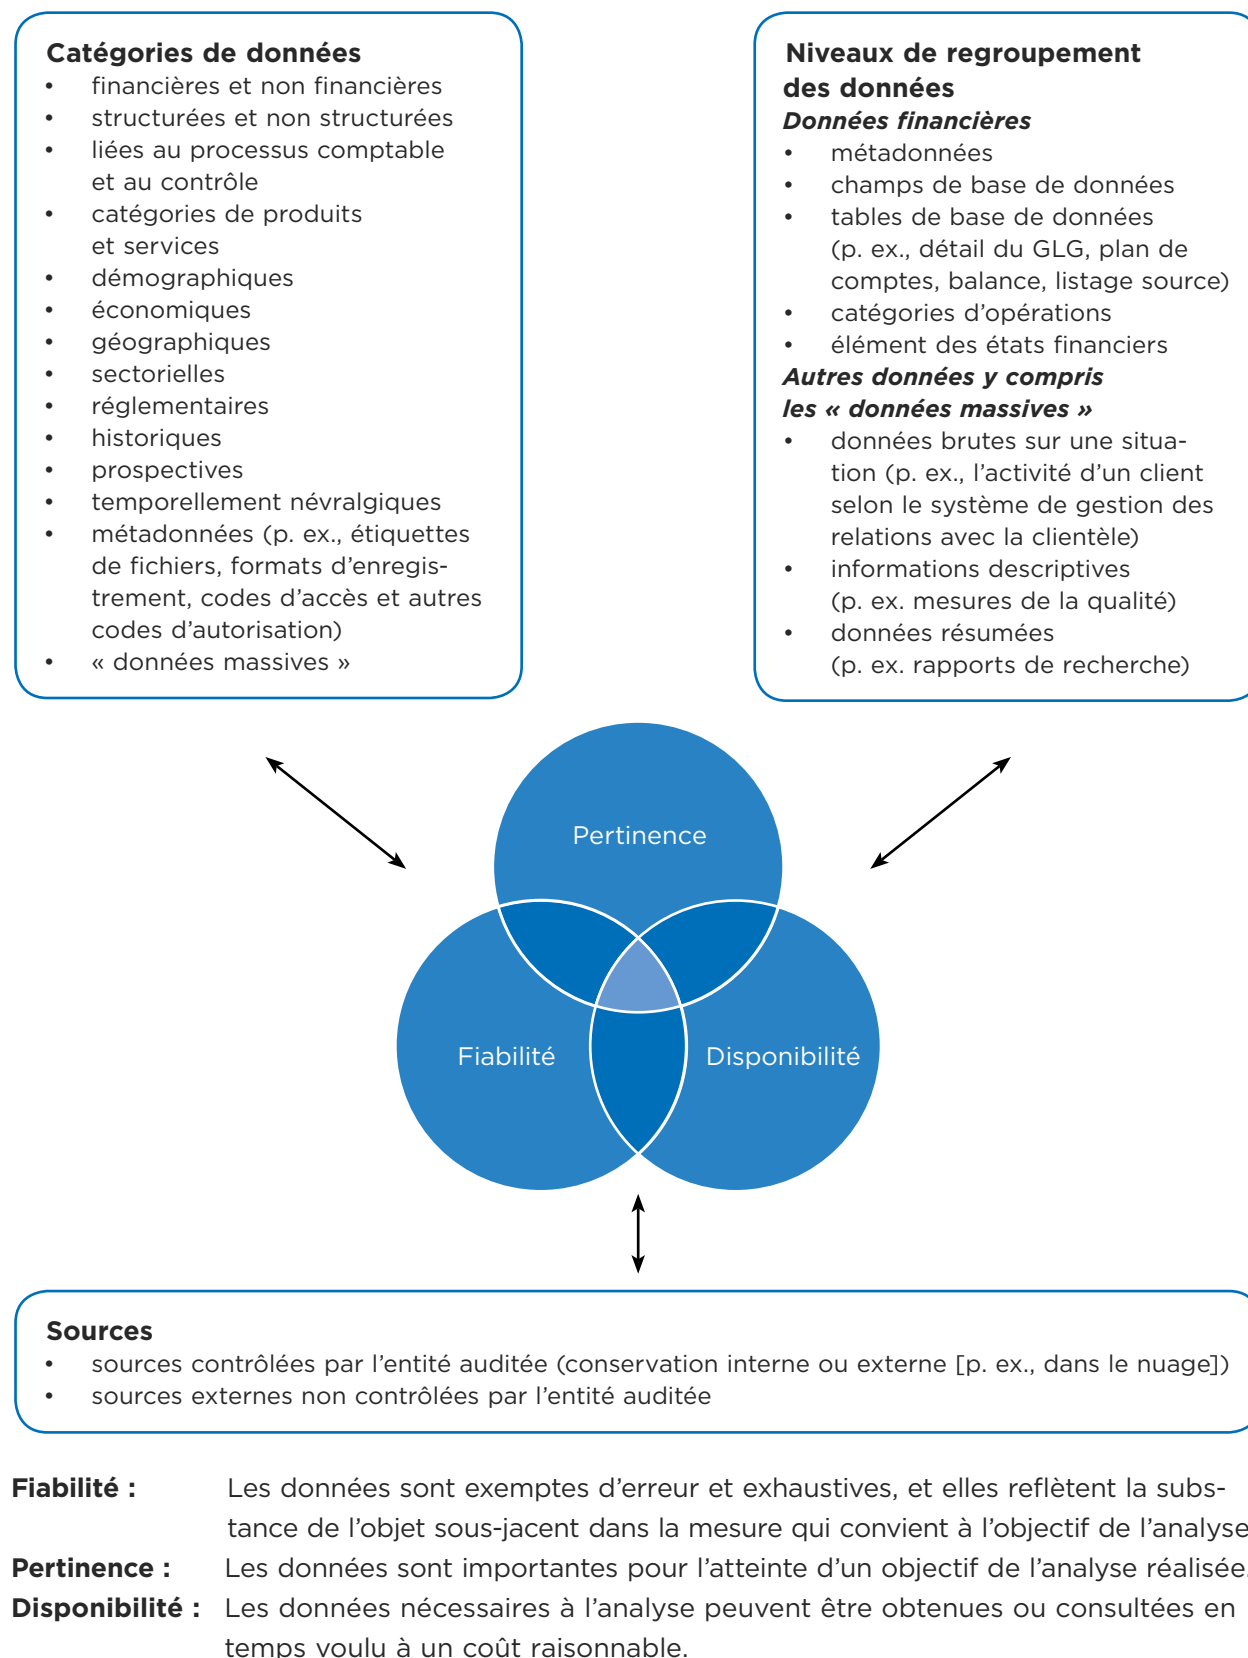 Catégories de données
• financières et non financières
• structurées et non structurées
• liées au processus comptable
et au contrôle
• catégories de produits
et services
• démographiques
• économiques
• géographiques
• sectorielles
• réglementaires
• historiques
• prospectives
• temporellement névralgiques
• métadonnées (p. ex., étiquettes
de fichiers, formats d’enregis-
trement, codes d’accès et autres
codes d’autorisation)
• « données massives »
Niveaux de regroupement
des données
Données financières
• métadonnées
• champs de base de données
• tables de base de données
(p. ex., détail du GLG, plan de
comptes, balance, listage source)
• catégories d’opérations
• élément des états financiers
Autres données y compris
les « données massives »
• données brutes sur une situa-
tion (p. ex., l’activité d’un client
selon le système de gestion des
relations avec la clientèle)
• informations descriptives
(p. ex. mesures de la qualité)
• données résumées
(p. ex. rapports de recherche)
Pertinence
Fiabilité
Disponibilité
Sources
• sources contrôlées par l’entité auditée (conservation interne ou externe [p. ex., dans le nuage])
• sources externes non contrôlées par l’entité auditée
Fiabilité : Les données sont exemptes d’erreur et exhaustives, et elles reflètent la subs-
tance de l’objet sous-jacent dans la mesure qui convient à l’objectif de l’analyse
Pertinence : Les données sont importantes pour l’atteinte d’un objectif de l’analyse réalisée.
Disponibilité : Les données nécessaires à l’analyse peuvent être obtenues ou consultées en
temps voulu à un coût raisonnable.